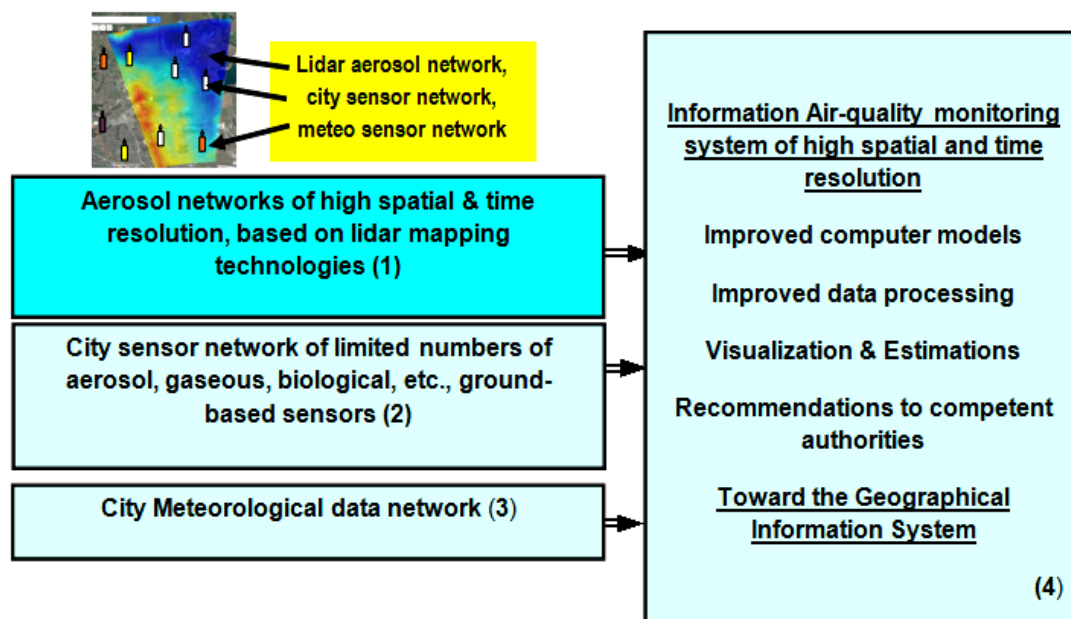 Lidar aerosol network,
city sensor network,
meteo sensor network
Aerosol networks of high spatial & time
resolution, based on lidar mapping
technologies (1)
City sensor network of limited numbers of
aerosol, gaseous, biological, etc., ground-
based sensors (2)
City Meteorological data network (3)
Information Air-quality monitoring
system of high spatial and time
resolution
Improved computer models
Improved data processing
Visualization & Estimations
Recommendations to competent
authorities
Toward the Geographical
Information System
(4)